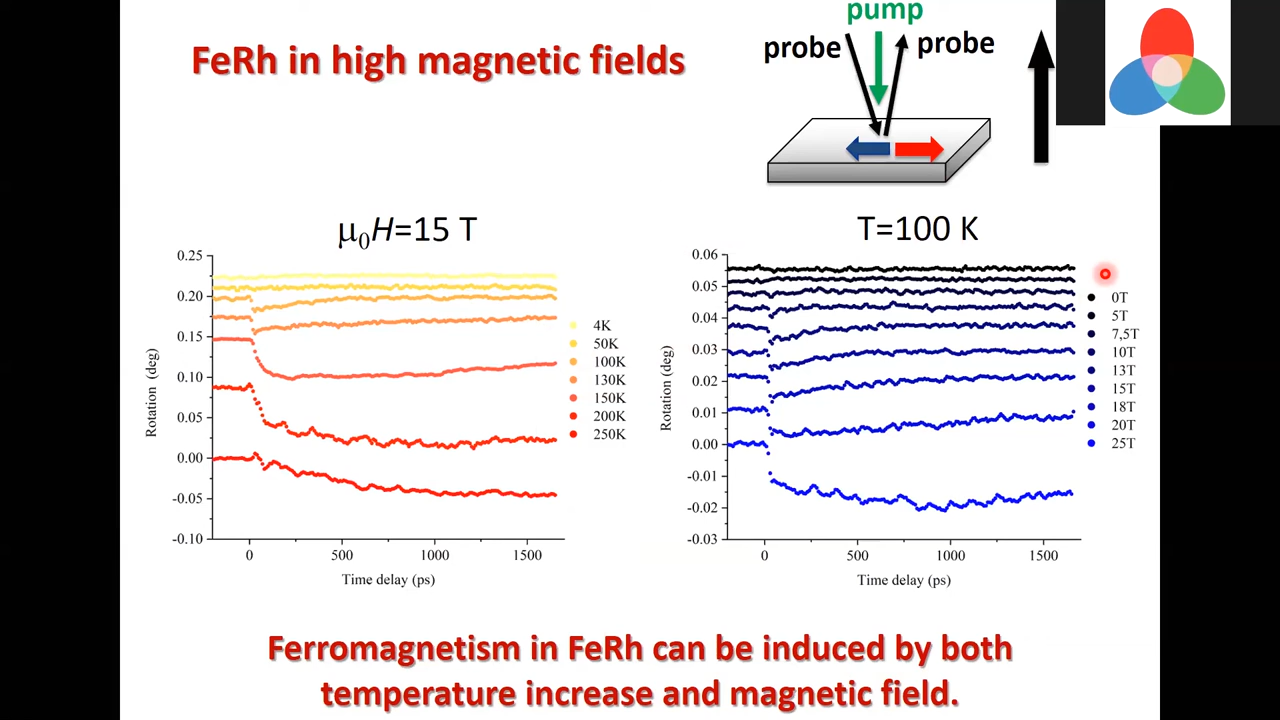 FeRh in high magnetic fields
pump
probe
probe
μ0H=15 T
0.25
0.20
0.15
0.10
0.05
0.00
-0.05
-0.10
Rotation (deg)
0
500
1000
1500
Time delay (ps)
4K
50K
100K
130K
150K
200K
250K
T=100 K
0.06
0.05
0.04
0.03
0.02
0.01
0.00
-0.01
-0.02
-0.03
Rotation (deg)
0
500
1000
1500
Time delay (ps)
0T
5T
7,5T
10T
13T
15T
18T
20T
25T
Ferromagnetism in FeRh can be induced by both
temperature increase and magnetic field.